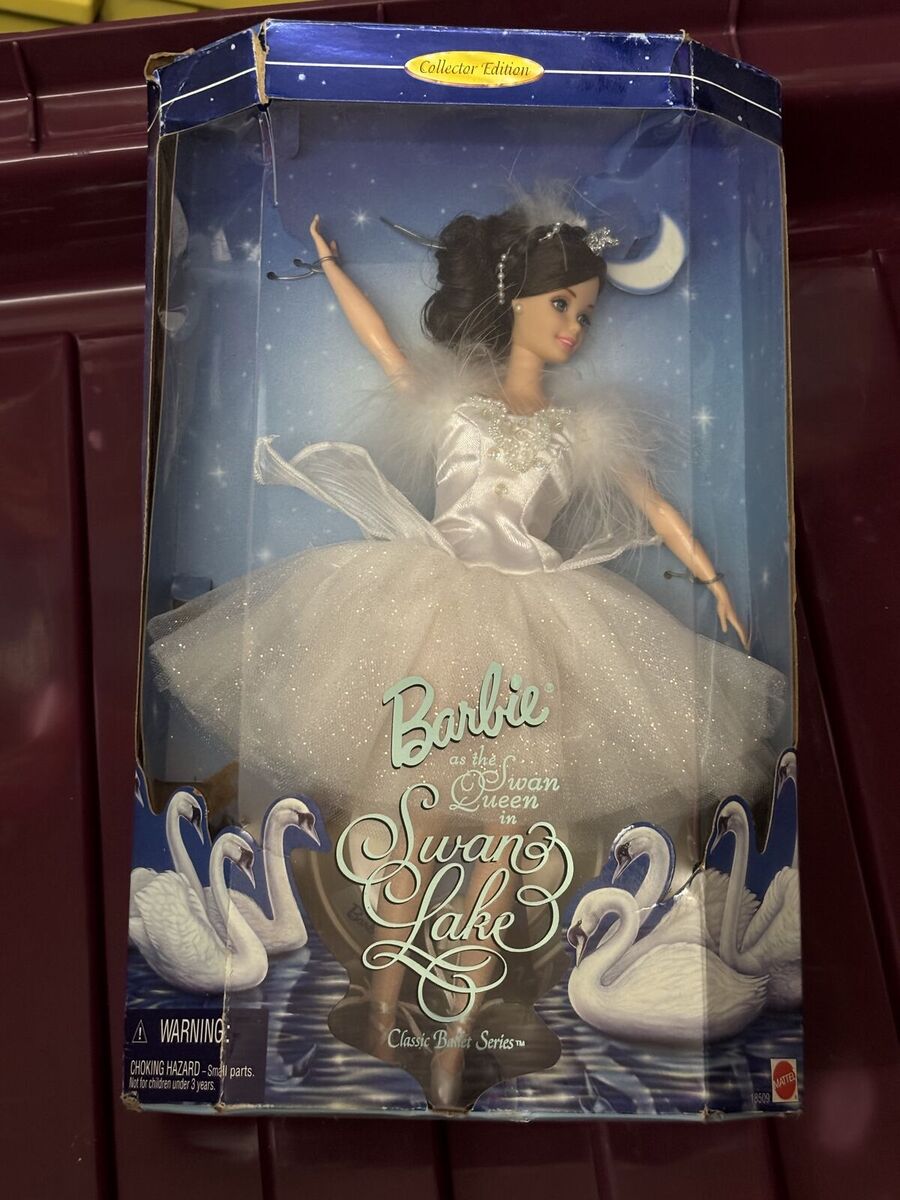 Collector Edition
Barbie®
as the
Swan
Queen
in
Swan
Lake
Classic Ballet Series™
⚠ WARNING:
CHOKING HAZARD - Small parts.
Not for children under 3 years.
MATTEL
18509